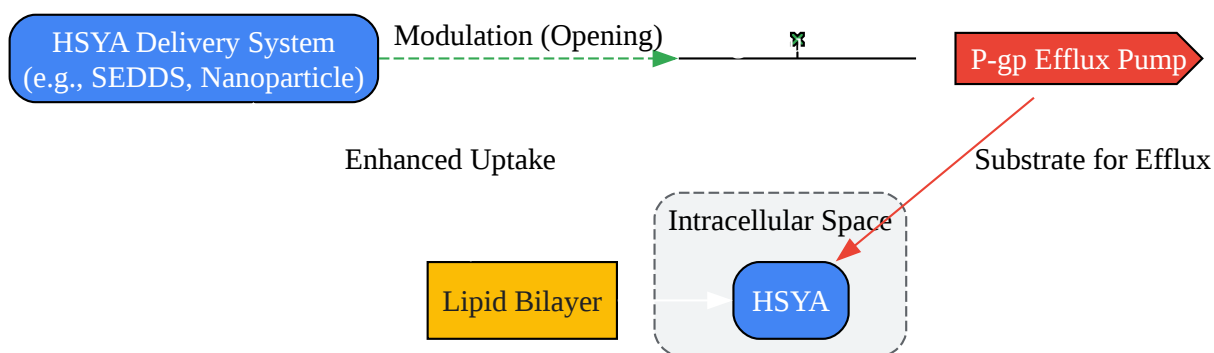 HSYA Delivery System
(e.g., SEDDS, Nanoparticle)
Modulation (Opening)
P-gp Efflux Pump
Enhanced Uptake
Substrate for Efflux
Intracellular Space
Lipid Bilayer
HSYA